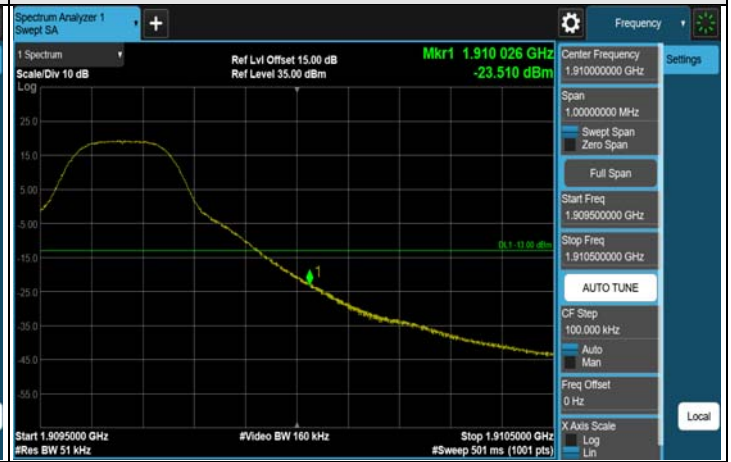 Spectrum Analyzer 1
Swept SA
+
Frequency
1 Spectrum
Scale/Div 10 dB
Log
Ref Lvl Offset 15.00 dB
Ref Level 35.00 dBm
Mkr1 1.910 026 GHz
-23.510 dBm
25.0
15.0
5.00
-5.00
-15.0
-25.0
-35.0
-45.0
-55.0
DL1 -13.00 dBm
1
Start 1.9095000 GHz
#Res BW 51 kHz
#Video BW 160 kHz
Stop 1.9105000 GHz
#Sweep 501 ms (1001 pts)
Center Frequency
1.910000000 GHz
Span
1.00000000 MHz
Swept Span
Zero Span
Full Span
Start Freq
1.909500000 GHz
Stop Freq
1.910500000 GHz
AUTO TUNE
CF Step
100.000 kHz
Auto
Man
Freq Offset
0 Hz
X Axis Scale
Log
Lin
Settings
Local